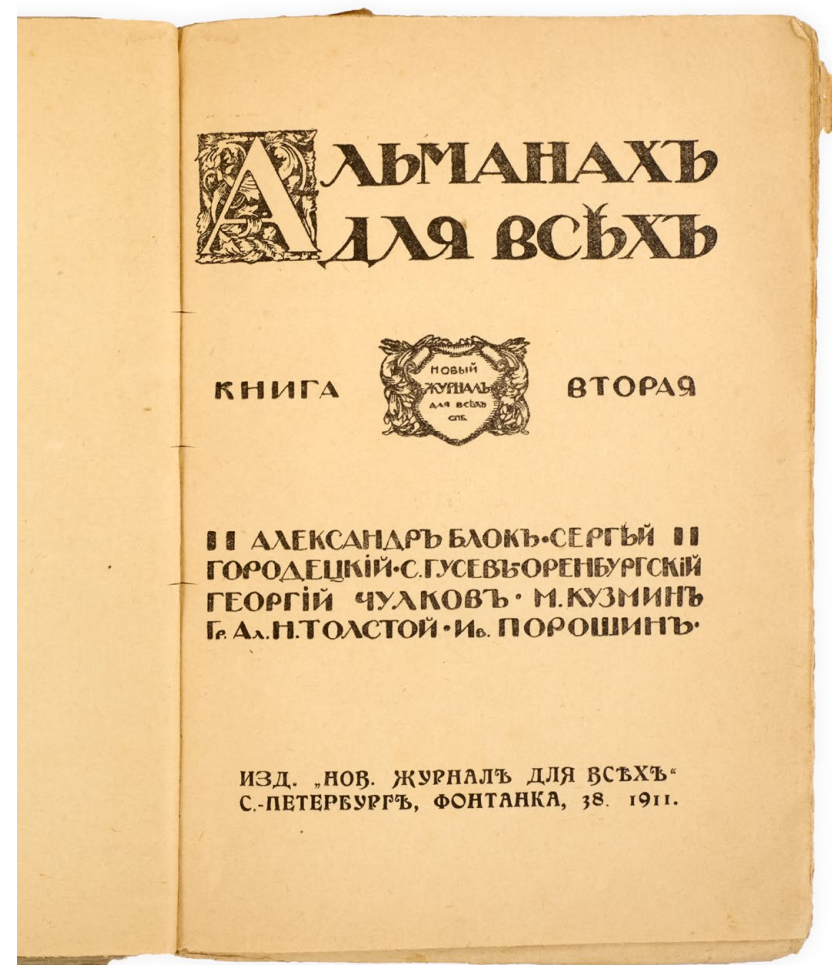 АЛЬМАНАХЪ
ДЛЯ ВСѢХЪ
КНИГА
НОВЫЙ
ЖУРНАЛЪ
ДЛЯ ВСѢХЪ
СПБ.
ВТОРАЯ
АЛЕКСАНДРЪ БЛОКЪ·СЕРГѢЙ
ГОРОДЕЦКІЙ·С.ГУСЕВЪ-ОРЕНБУРГСКІЙ
ГЕОРГІЙ ЧУЛКОВЪ· М.КУЗМИНЪ
Гр. Ал.Н.ТОЛСТОЙ·Ив. ПОРОШИНЪ·
ИЗД. „НОВ. ЖУРНАЛЪ ДЛЯ ВСѢХЪ“
С.-ПЕТЕРБУРГЪ, ФОНТАНКА, 38. 1911.